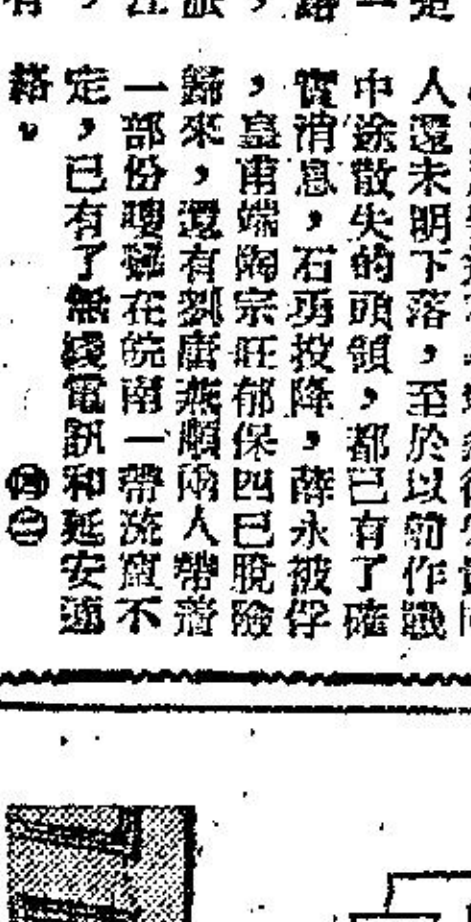 人還未明下落，至於以前作戰
中途散失的頭領，都已有了確
實消息，石勇投降，薛永被俘
，皇甫端陶宗旺郁保四已脫險
歸來，還有劉唐燕順兩人帶着
一部份嘍囉在皖南一帶流竄不
定，已有了無綫電訊和延安連
絡。 ㊃㊁